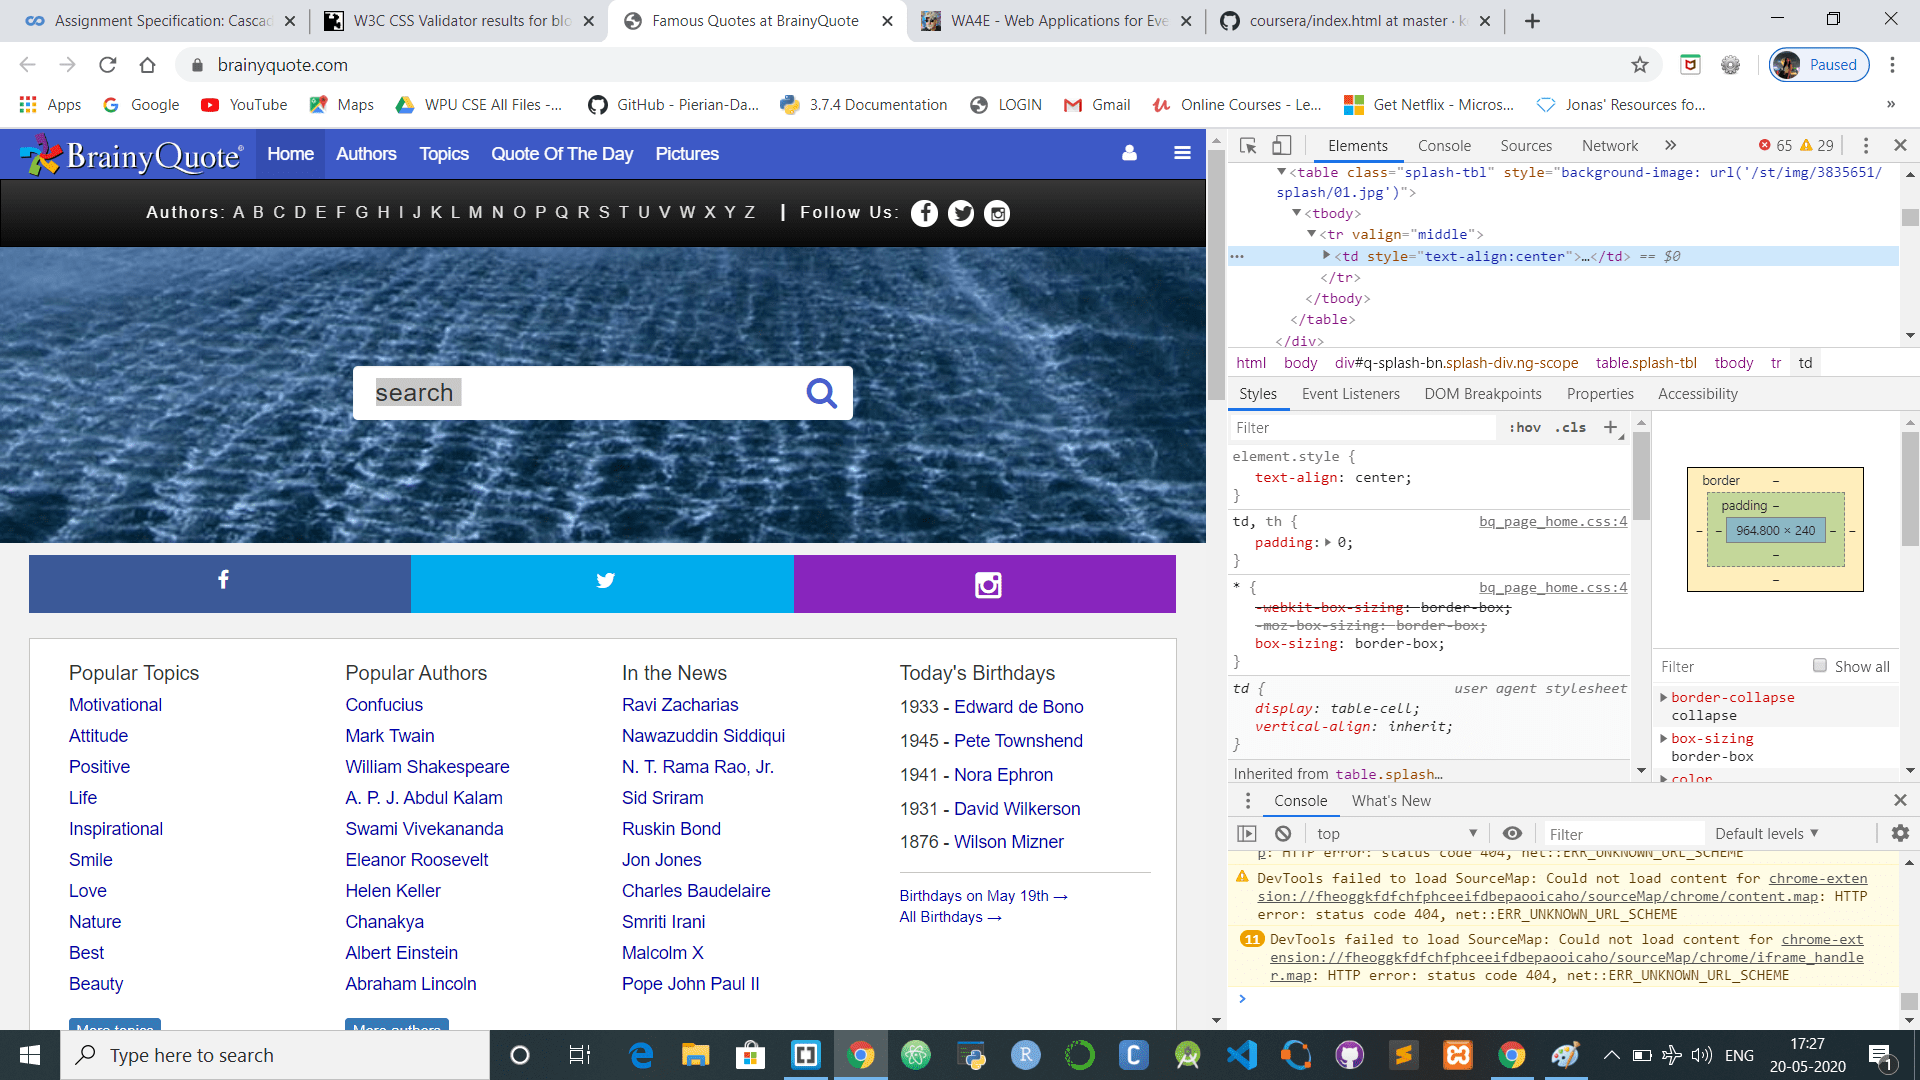 Assignment Specification: Cascad
W3C CSS Validator results for blo
Famous Quotes at BrainyQuote
WA4E - Web Applications for Eve
coursera/index.html at master · k
brainyquote.com
Paused
Apps
Google
YouTube
Maps
WPU CSE All Files -...
GitHub - Pierian-Da...
3.7.4 Documentation
LOGIN
Gmail
Online Courses - Le...
Get Netflix - Micros...
Jonas' Resources fo...
»
BrainyQuote®
Home
Authors
Topics
Quote Of The Day
Pictures
Authors: A B C D E F G H I J K L M N O P Q R S T U V W X Y Z | Follow Us:
search
Popular Topics
Motivational
Attitude
Positive
Life
Inspirational
Smile
Love
Nature
Best
Beauty
More topics
Popular Authors
Confucius
Mark Twain
William Shakespeare
A. P. J. Abdul Kalam
Swami Vivekananda
Eleanor Roosevelt
Helen Keller
Chanakya
Albert Einstein
Abraham Lincoln
More authors
In the News
Ravi Zacharias
Nawazuddin Siddiqui
N. T. Rama Rao, Jr.
Sid Sriram
Ruskin Bond
Jon Jones
Charles Baudelaire
Smriti Irani
Malcolm X
Pope John Paul II
Today's Birthdays
1933 - Edward de Bono
1945 - Pete Townshend
1941 - Nora Ephron
1931 - David Wilkerson
1876 - Wilson Mizner
Birthdays on May 19th →
All Birthdays →
Elements
Console
Sources
Network
»
65
29
<table class="splash-tbl" style="background-image: url('/st/img/3835651/
splash/01.jpg')">
<tbody>
<tr valign="middle">
<td style="text-align:center">…</td> == $0
</tr>
</tbody>
</table>
</div>
html body div#q-splash-bn.splash-div.ng-scope table.splash-tbl tbody tr td
Styles
Event Listeners
DOM Breakpoints
Properties
Accessibility
Filter
:hov
.cls
+
element.style {
text-align: center;
}
td, th {
bq_page_home.css:4
padding: 0;
}
* {
bq_page_home.css:4
-webkit-box-sizing: border-box;
-moz-box-sizing: border-box;
box-sizing: border-box;
}
td {
user agent stylesheet
display: table-cell;
vertical-align: inherit;
}
Inherited from table.splash…
border –
padding –
– – 964.800 × 240 – –
–
–
Filter
Show all
border-collapse
collapse
box-sizing
border-box
color
Console
What's New
top
Filter
Default levels
p: HTTP error: status code 404, net::ERR_UNKNOWN_URL_SCHEME
DevTools failed to load SourceMap: Could not load content for chrome-exten
sion://fheoggkfdfchfphceeifdbepaooicaho/sourceMap/chrome/content.map: HTTP
error: status code 404, net::ERR_UNKNOWN_URL_SCHEME
11 DevTools failed to load SourceMap: Could not load content for chrome-ext
ension://fheoggkfdfchfphceeifdbepaooicaho/sourceMap/chrome/iframe_handle
r.map: HTTP error: status code 404, net::ERR_UNKNOWN_URL_SCHEME
Type here to search
ENG
17:27
20-05-2020
1